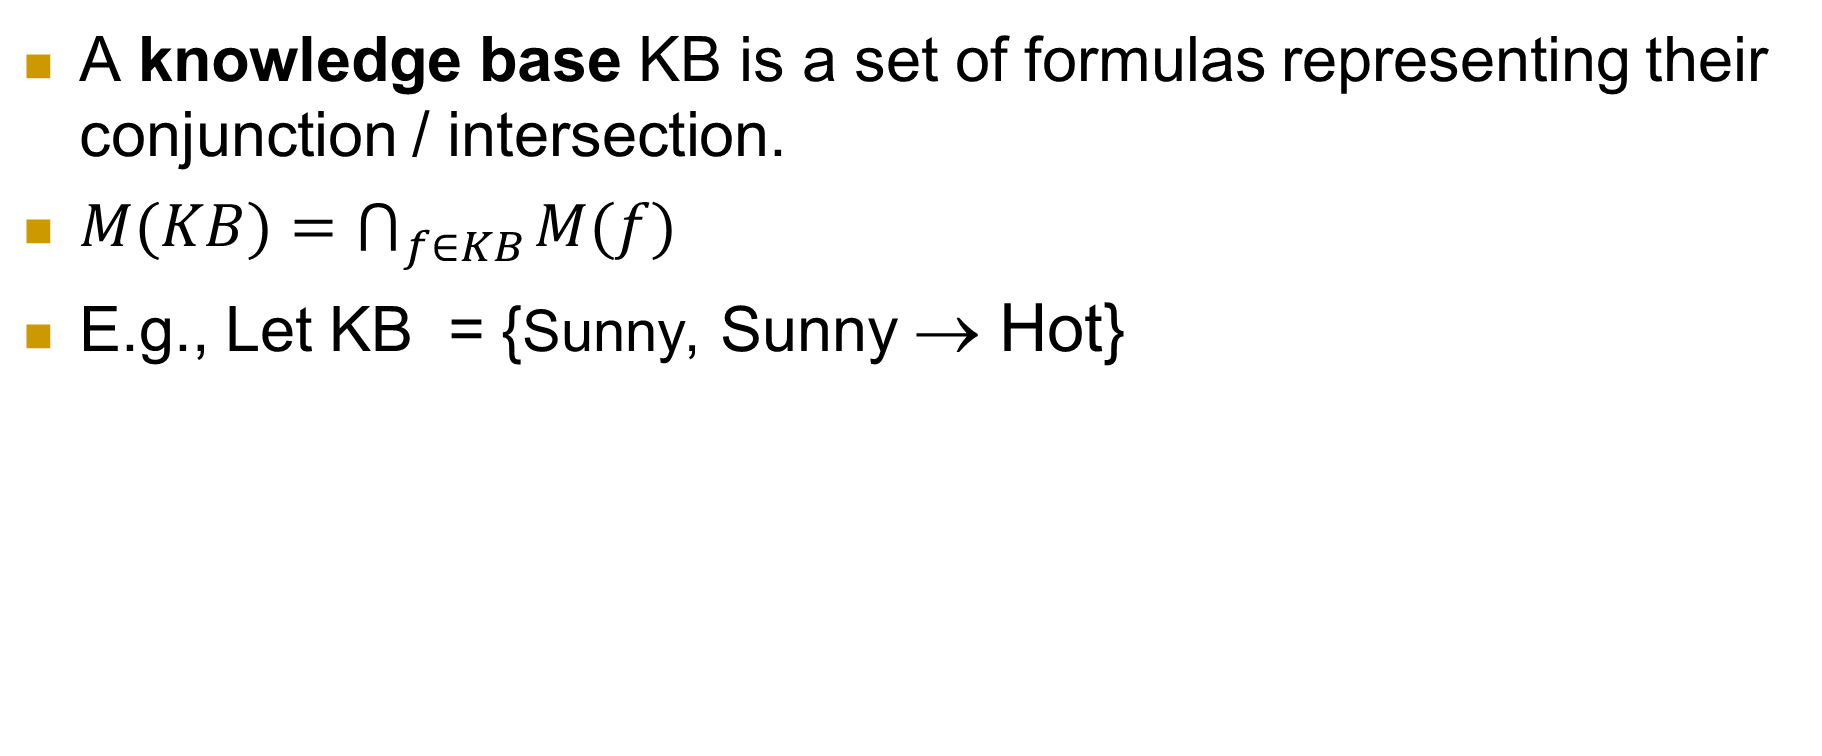 A knowledge base KB is a set of formulas representing their
conjunction / intersection.
M(KB) = ⋂f∈KB M(f)
E.g., Let KB = {Sunny, Sunny → Hot}